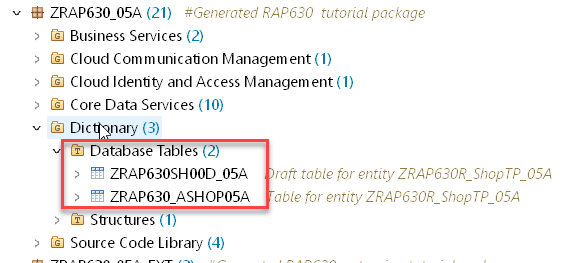 ZRAP630_05A (21) #Generated RAP630 tutorial package
Business Services (2)
Cloud Communication Management (1)
Cloud Identity and Access Management (1)
Core Data Services (10)
Dictionary (3)
Database Tables (2)
ZRAP630SH00D_05A Draft table for entity ZRAP630R_ShopTP_05A
ZRAP630_ASHOP05A Table for entity ZRAP630R_ShopTP_05A
Structures (1)
Source Code Library (4)